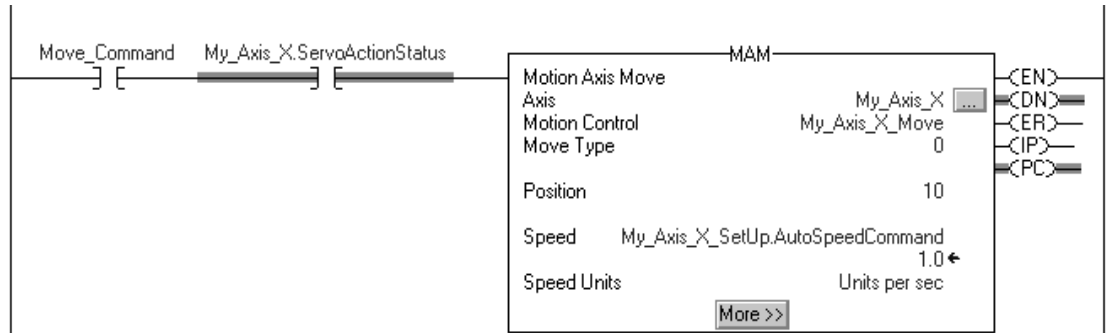 Move_Command My_Axis_X.ServoActionStatus
MAM
Motion Axis Move
Axis My_Axis_X ...
Motion Control My_Axis_X_Move
Move Type 0
Position 10
Speed My_Axis_X_SetUp.AutoSpeedCommand
1.0
Speed Units Units per sec
More >>
EN
DN
ER
IP
PC